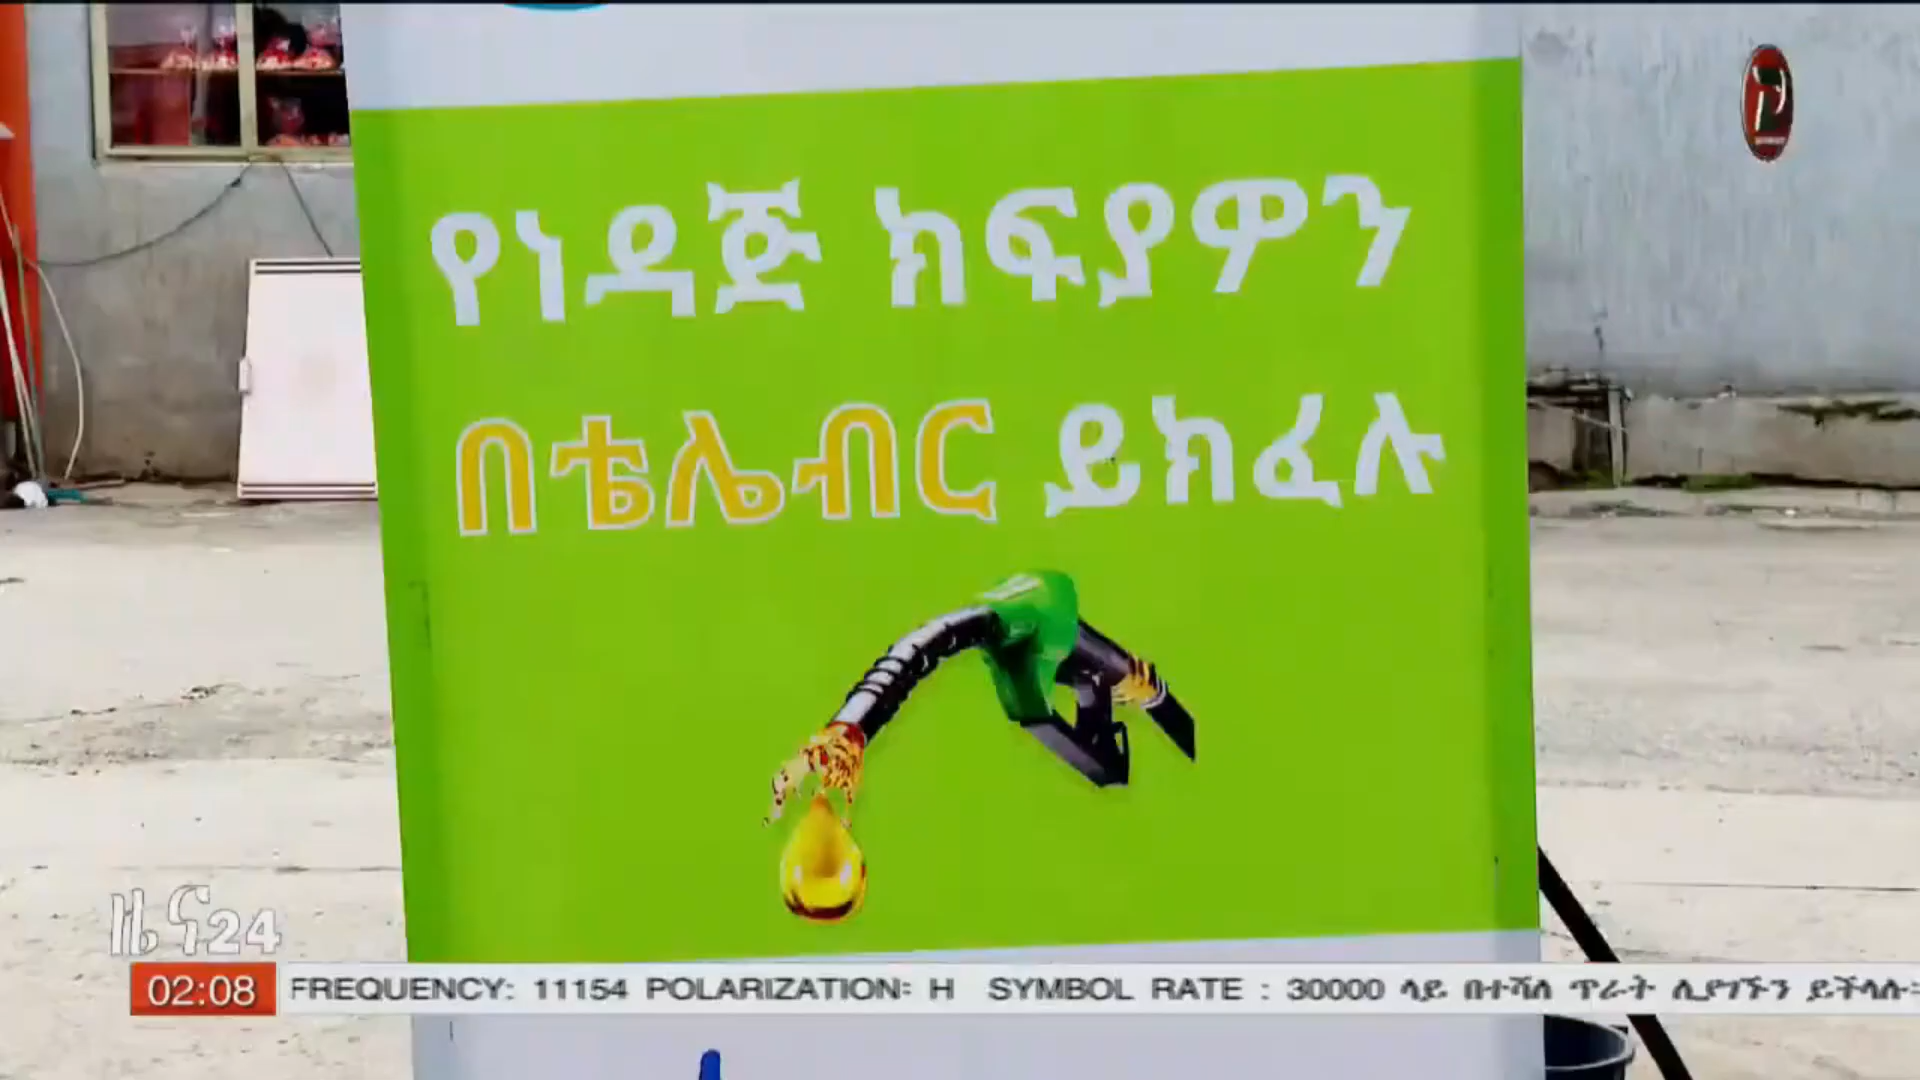 የነዳጅ ክፍያዎን
በቴሌብር ይክፈሉ
ዜና24
02:08 FREQUENCY: 11154 POLARIZATION: H SYMBOL RATE : 30000 ላይ በተሻለ ጥራት ሊያገኙን ይችላሉ።